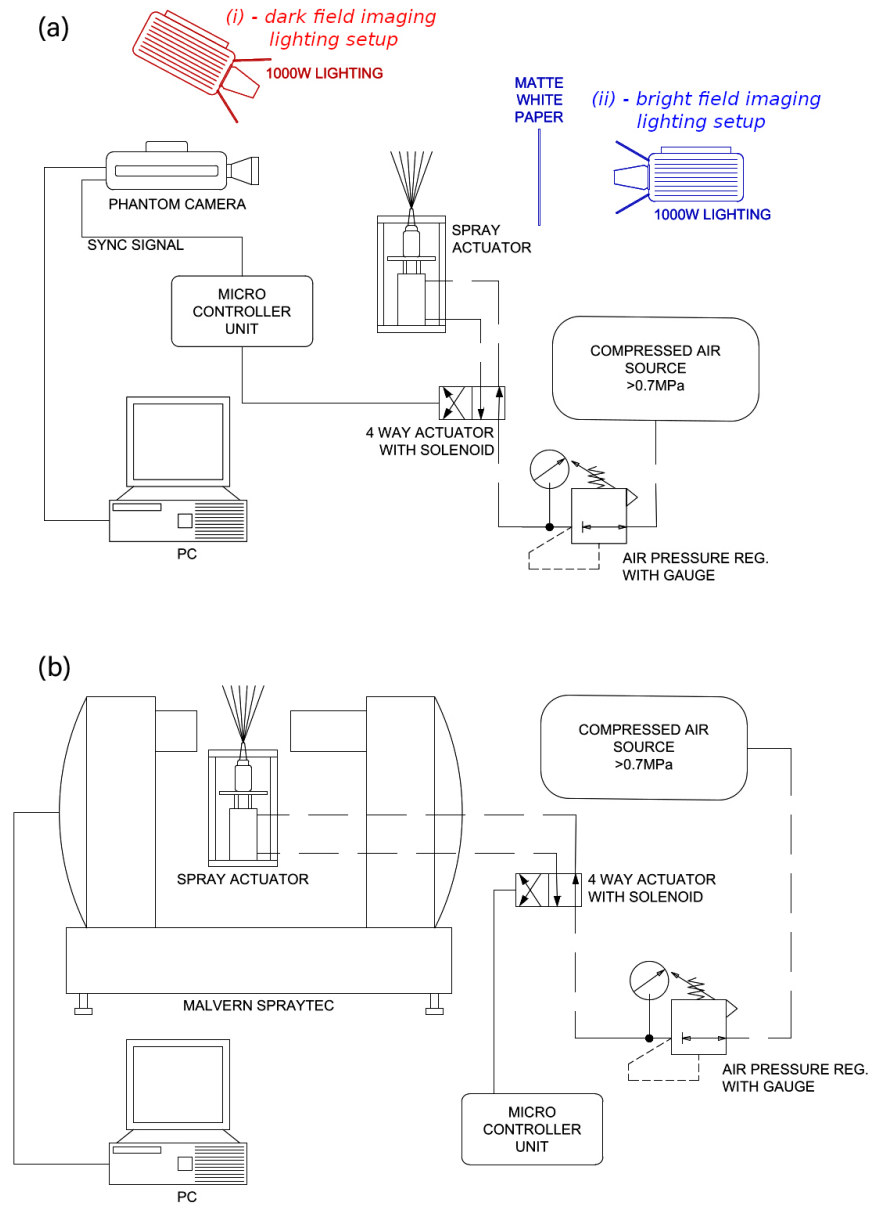 (a)
(i) - dark field imaging
lighting setup
1000W LIGHTING
MATTE
WHITE
PAPER
(ii) - bright field imaging
lighting setup
1000W LIGHTING
PHANTOM CAMERA
SYNC SIGNAL
SPRAY
ACTUATOR
MICRO
CONTROLLER
UNIT
COMPRESSED AIR
SOURCE
>0.7MPa
4 WAY ACTUATOR
WITH SOLENOID
PC
AIR PRESSURE REG.
WITH GAUGE
(b)
COMPRESSED AIR
SOURCE
>0.7MPa
SPRAY ACTUATOR
4 WAY ACTUATOR
WITH SOLENOID
MALVERN SPRAYTEC
AIR PRESSURE REG.
WITH GAUGE
MICRO
CONTROLLER
UNIT
PC